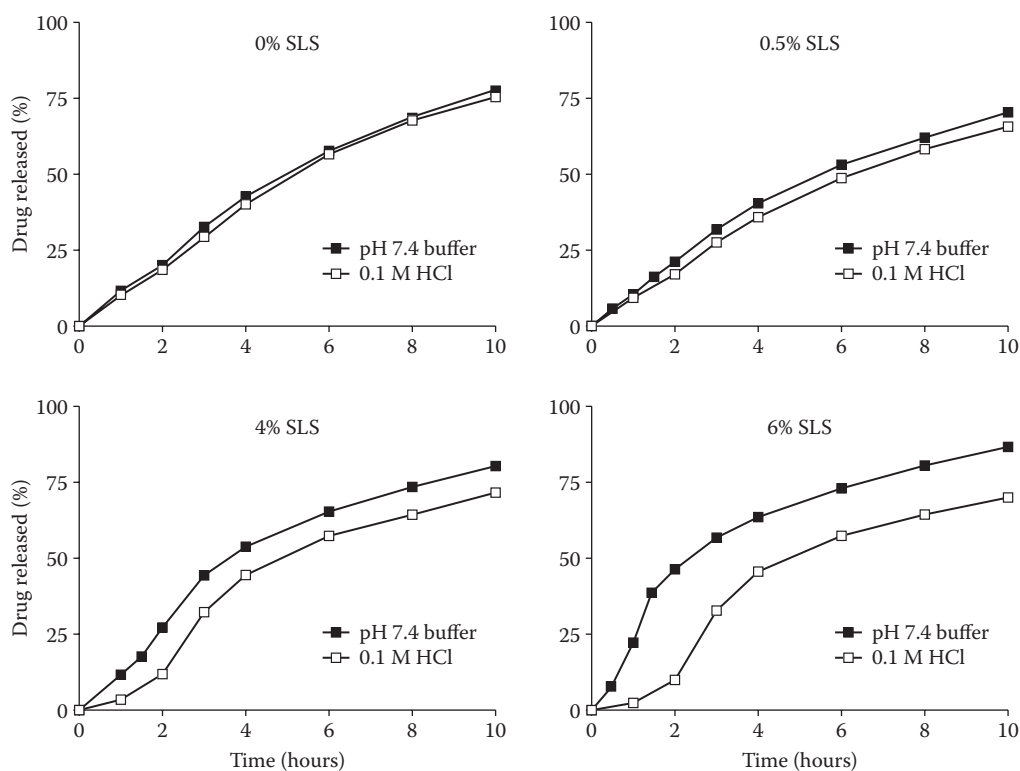 0% SLS
Drug released (%)
100
75
50
25
0
pH 7.4 buffer
0.1 M HCl
0 2 4 6 8 10
0.5% SLS
100
75
50
25
0
pH 7.4 buffer
0.1 M HCl
0 2 4 6 8 10
4% SLS
Drug released (%)
100
75
50
25
0
pH 7.4 buffer
0.1 M HCl
0 2 4 6 8 10
Time (hours)
6% SLS
100
75
50
25
0
pH 7.4 buffer
0.1 M HCl
0 2 4 6 8 10
Time (hours)